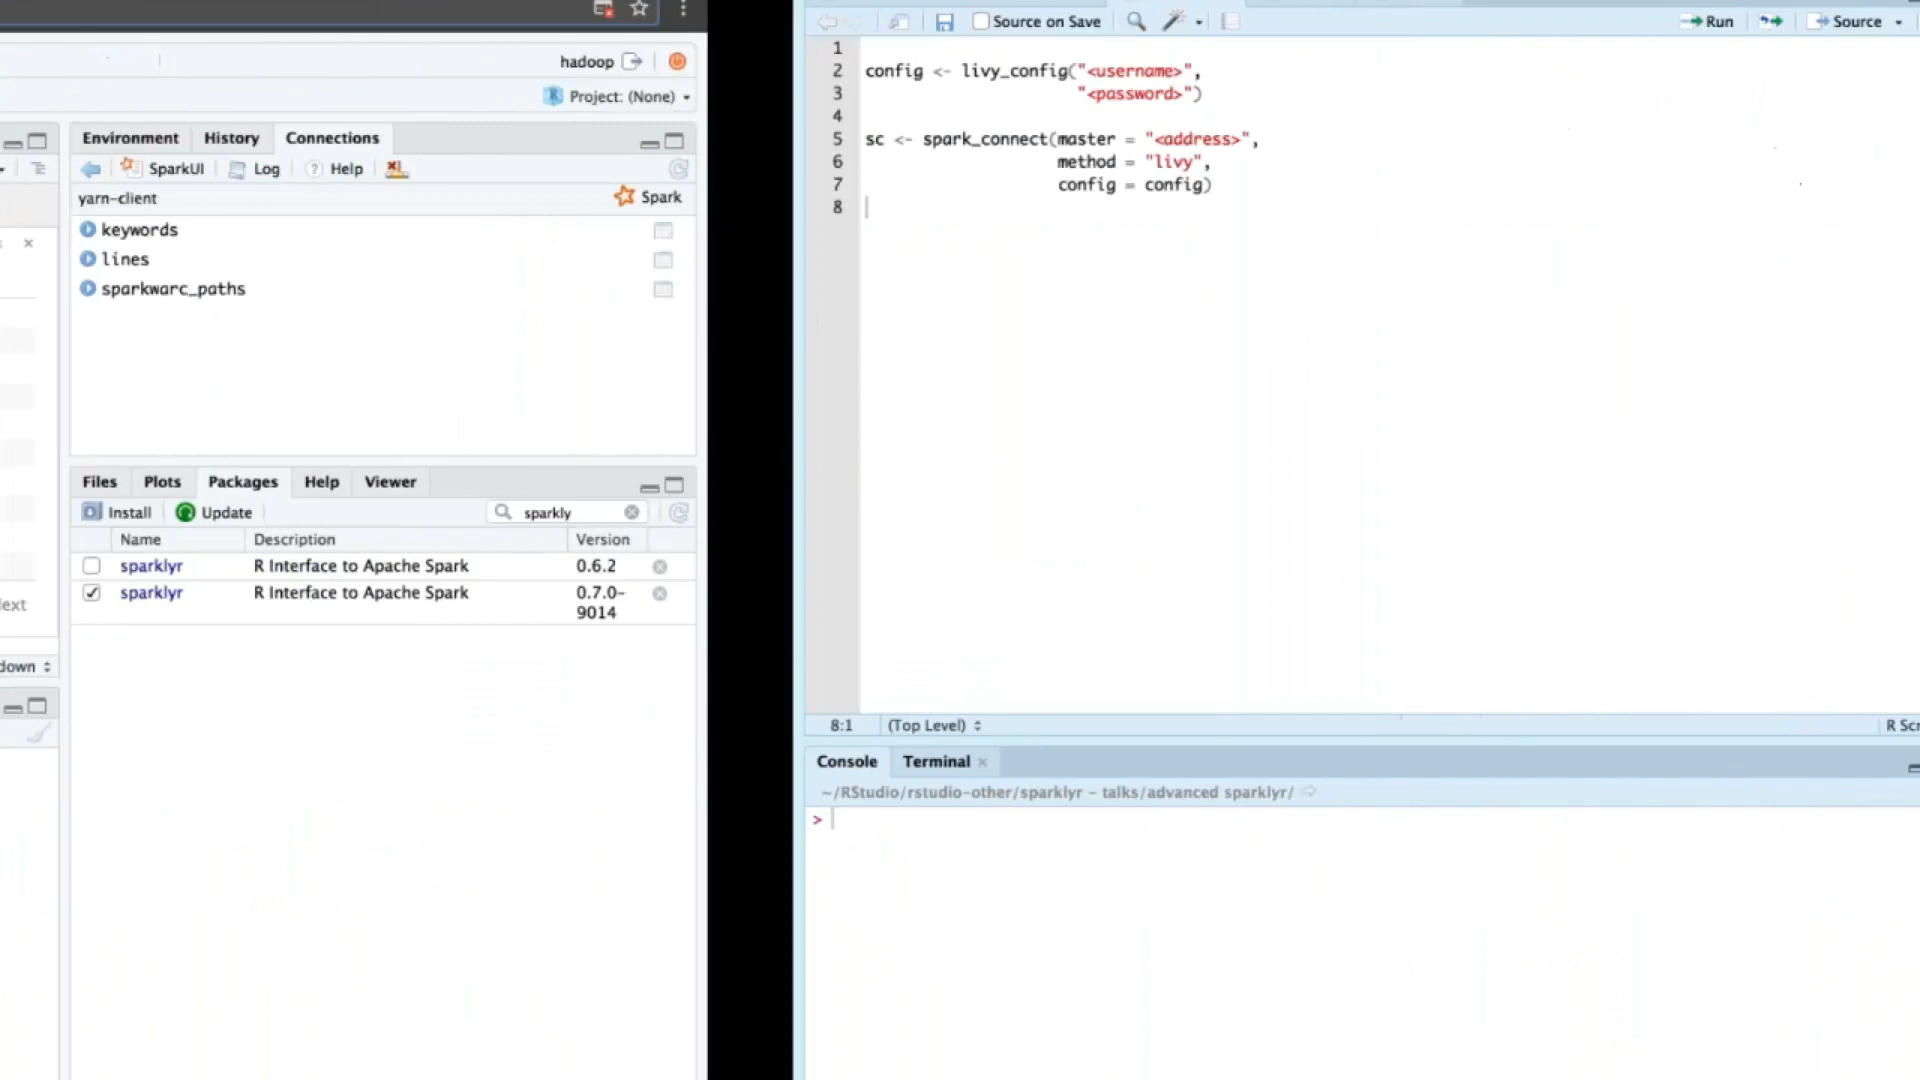 hadoop
Project: (None)
Environment History Connections
SparkUI Log ? Help
yarn-client Spark
keywords
lines
sparkwarc_paths
Files Plots Packages Help Viewer
Install Update sparkly
Name Description Version
sparklyr R Interface to Apache Spark 0.6.2
sparklyr R Interface to Apache Spark 0.7.0-
9014
Source on Save Run Source
1
2 config <- livy_config("<username>",
3 "<password>")
4
5 sc <- spark_connect(master = "<address>",
6 method = "livy",
7 config = config)
8
8:1 (Top Level) R Scr
Console Terminal ×
~/RStudio/rstudio-other/sparklyr - talks/advanced sparklyr/
>